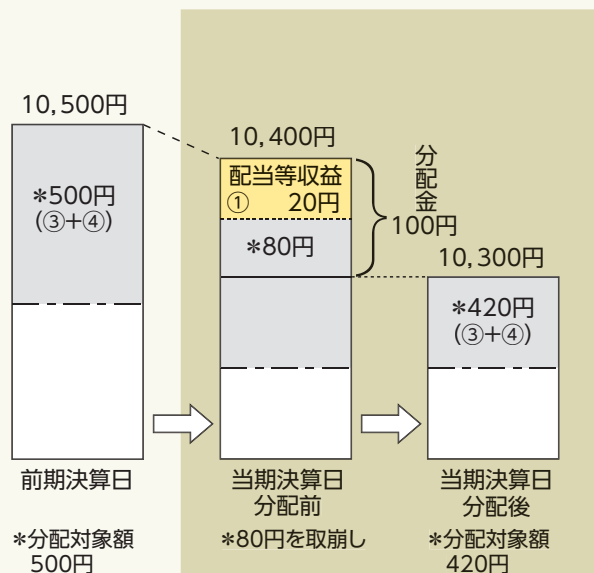 10,500円
*500円
(③+④)
前期決算日
*分配対象額
500円
10,400円
配当等収益
① 20円
*80円
分配金
100円
当期決算日
分配前
*80円を取崩し
10,300円
*420円
(③+④)
当期決算日
分配後
*分配対象額
420円